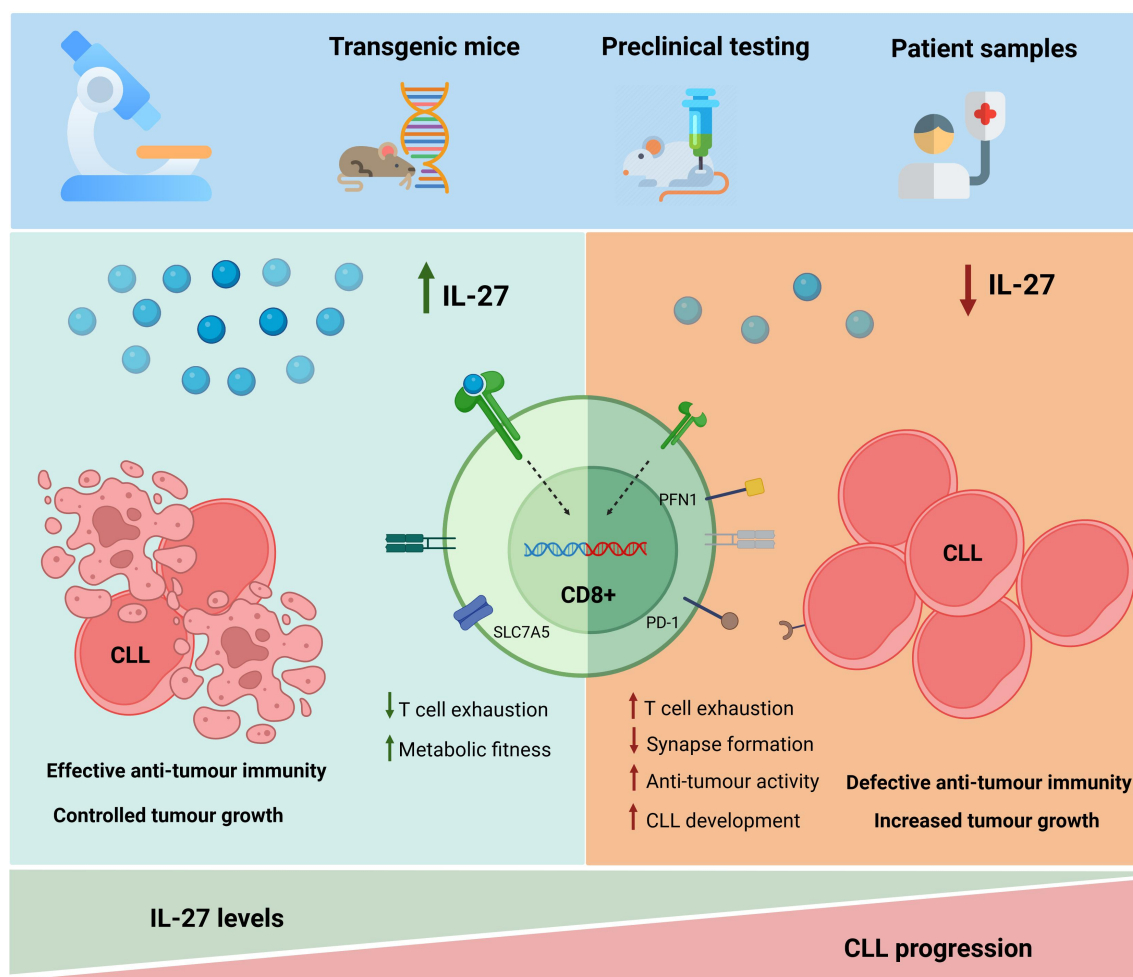 Transgenic mice
Preclinical testing
Patient samples
IL-27
IL-27
PFN1
CLL
CD8+
PD-1
SLC7A5
CLL
T cell exhaustion
Metabolic fitness
T cell exhaustion
Synapse formation
Anti-tumour activity
CLL development
Effective anti-tumour immunity
Controlled tumour growth
Defective anti-tumour immunity
Increased tumour growth
IL-27 levels
CLL progression